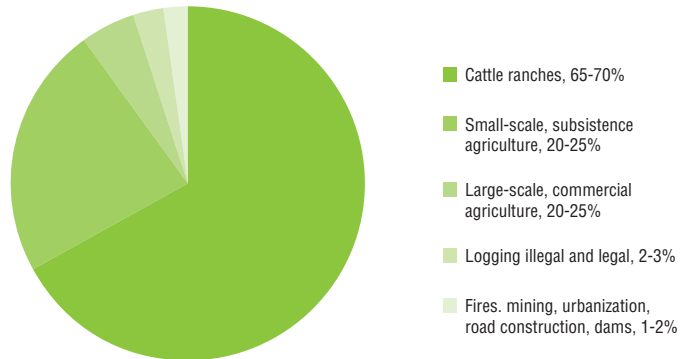 Cattle ranches, 65-70%
Small-scale, subsistence
agriculture, 20-25%
Large-scale, commercial
agriculture, 20-25%
Logging illegal and legal, 2-3%
Fires. mining, urbanization,
road construction, dams, 1-2%